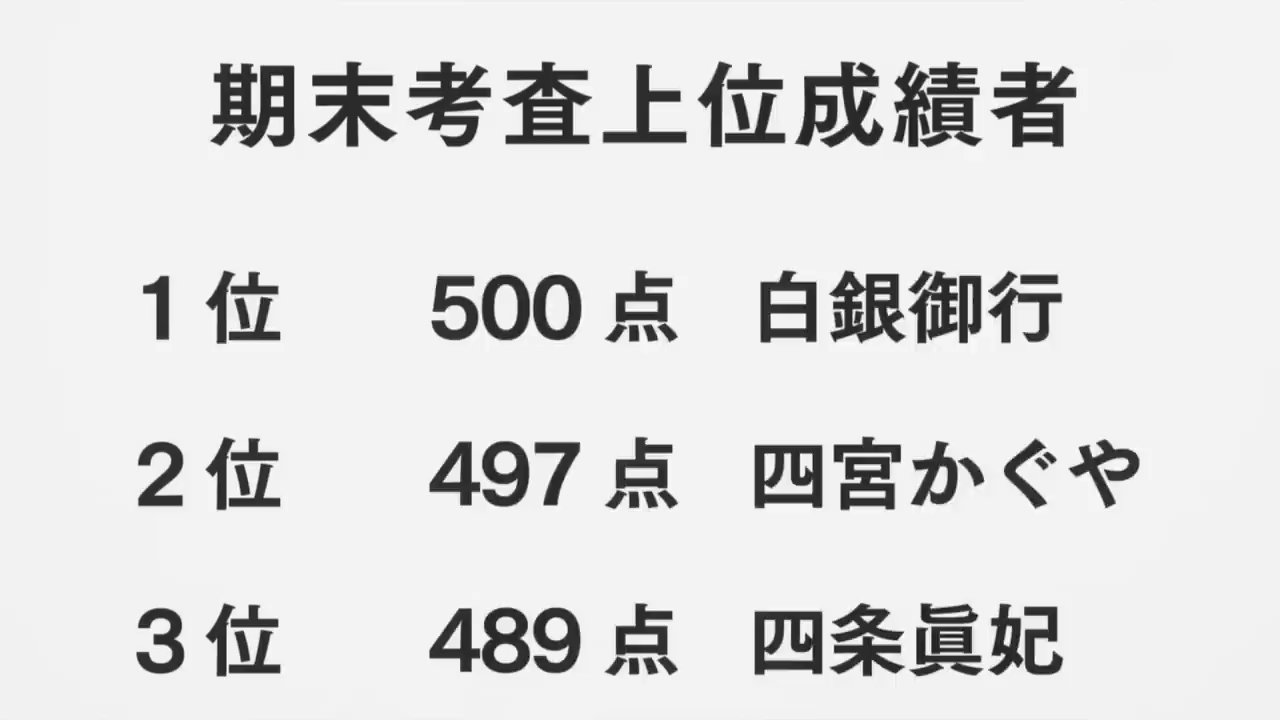 期末考査上位成績者
1位 500点 白銀御行
2位 497点 四宮かぐや
3位 489点 四条眞妃